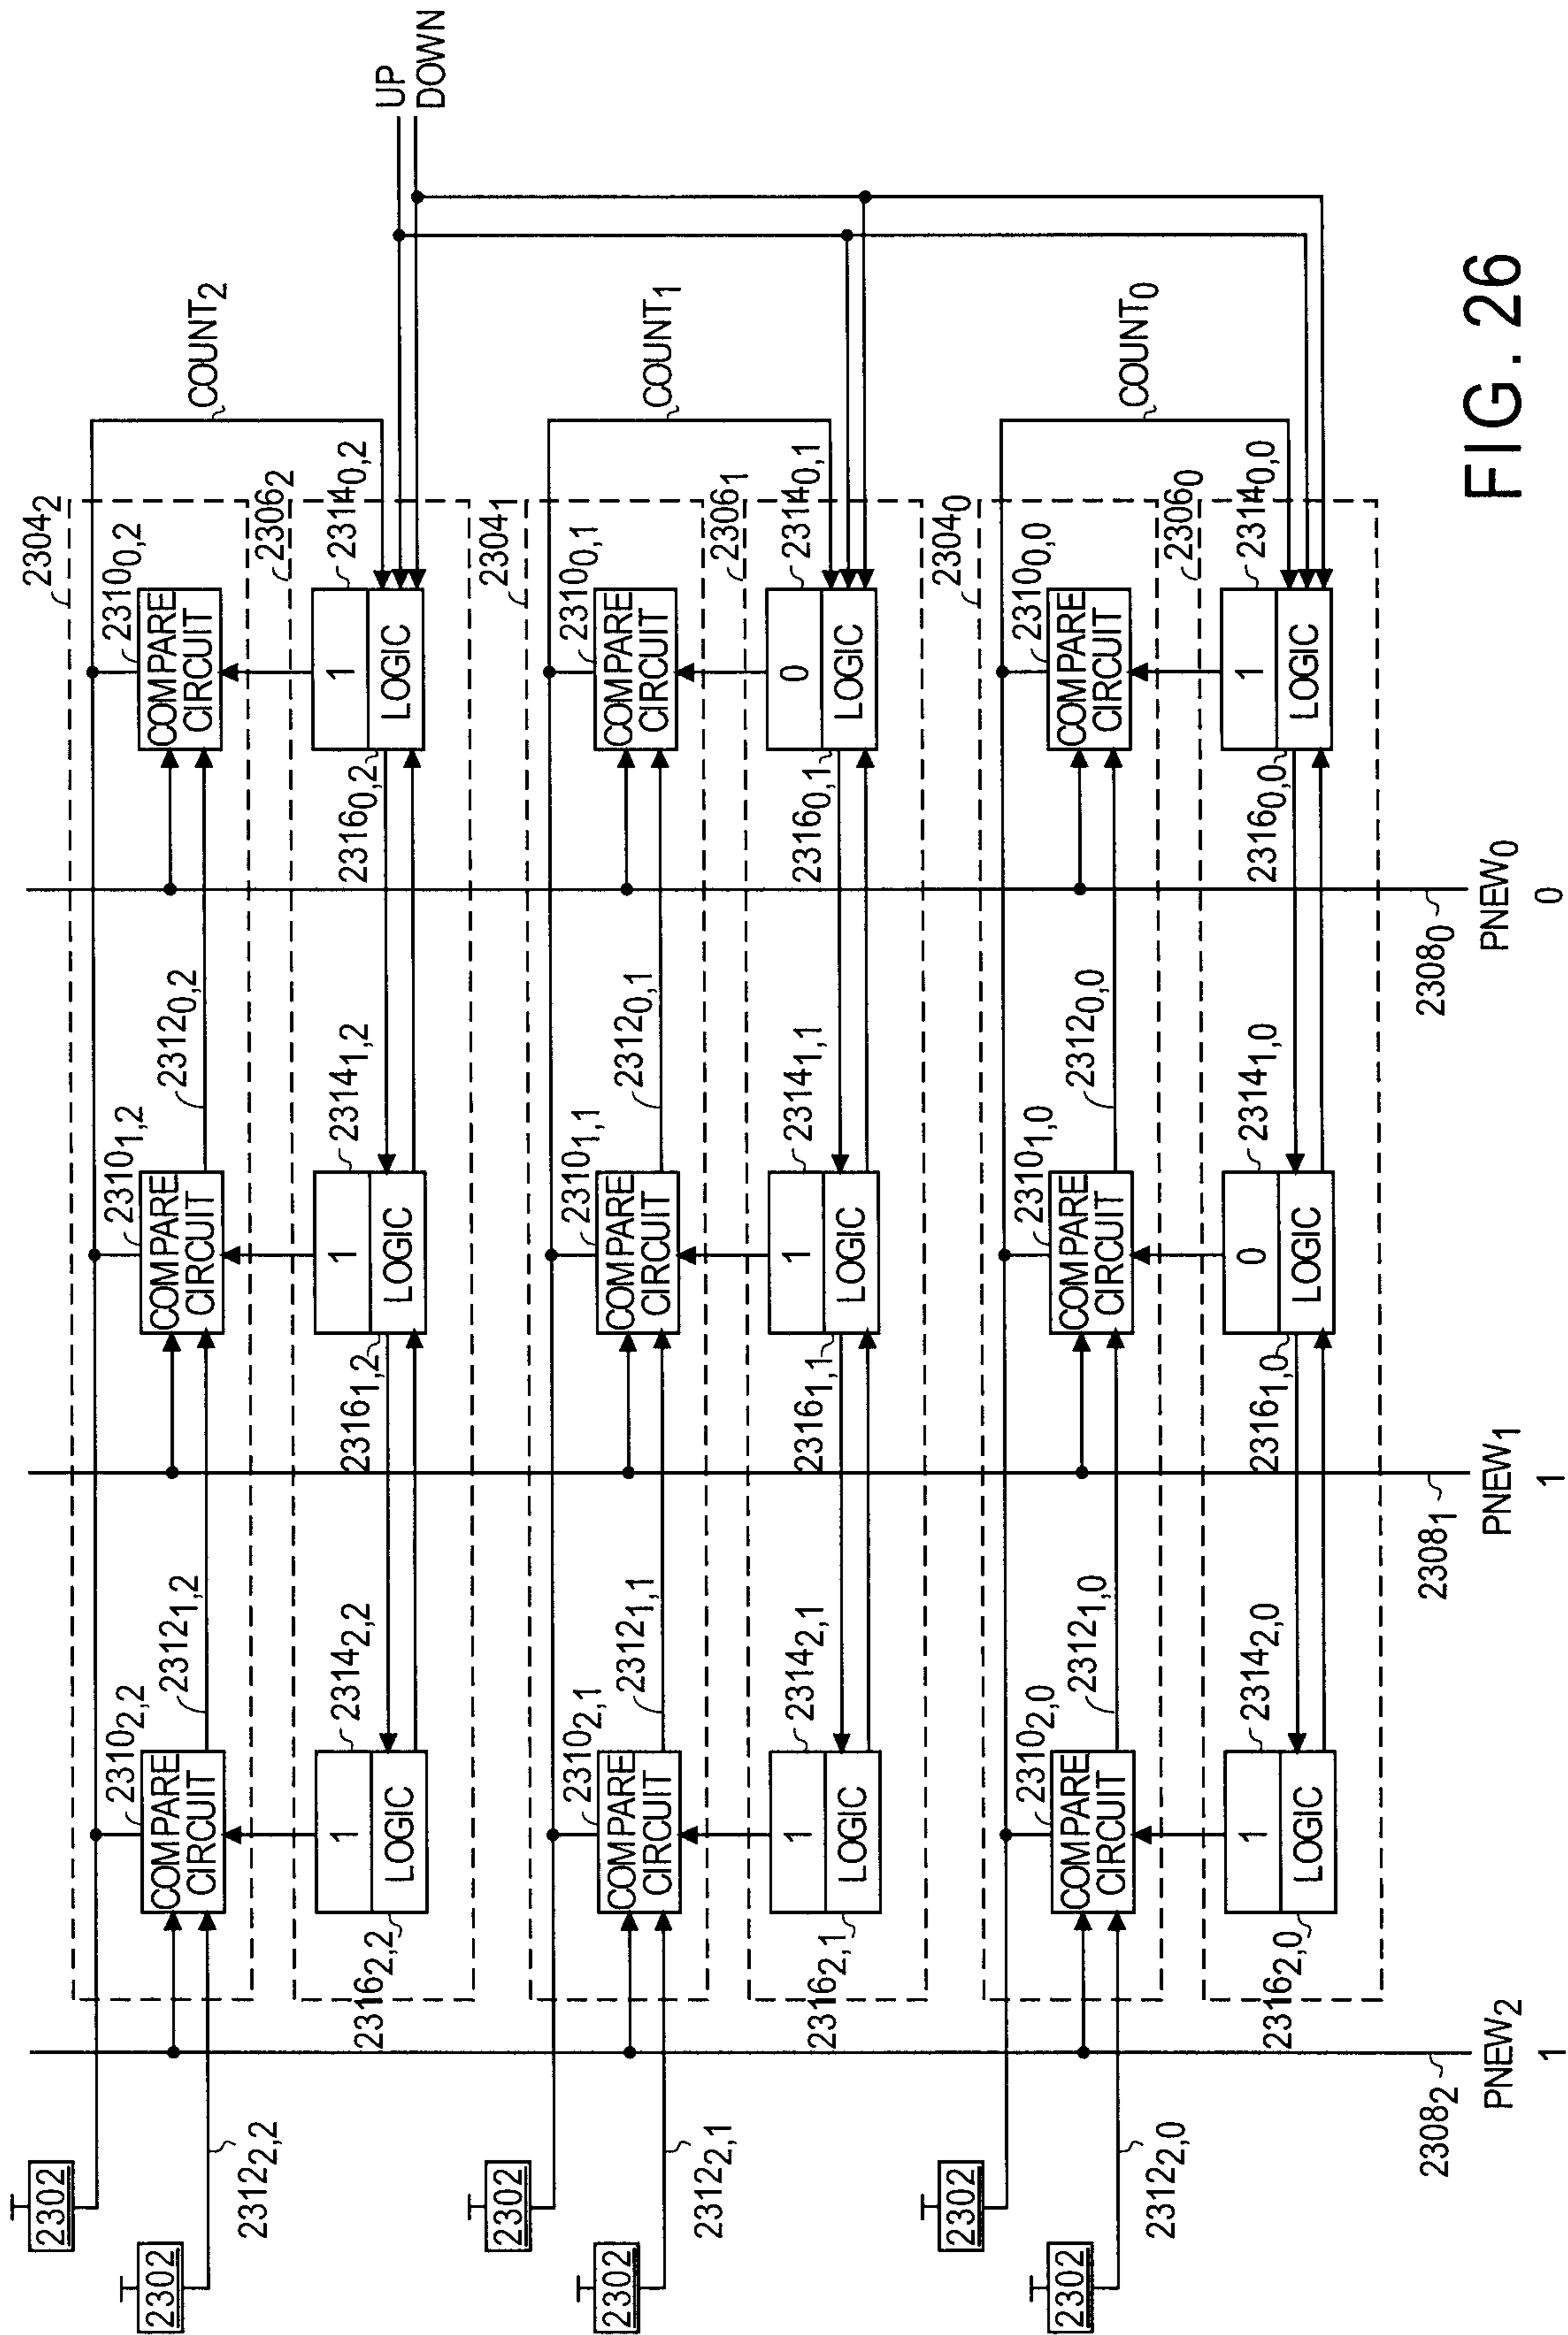 2302
2302
2312₂,₂
2304₂
2310₂,₂
COMPARE
CIRCUIT
2312₁,₂
2310₁,₂
COMPARE
CIRCUIT
2312₀,₂
2310₀,₂
COMPARE
CIRCUIT
COUNT₂
2306₂
2316₂,₂
1
LOGIC
2314₂,₂
2316₁,₂
1
LOGIC
2314₁,₂
2316₀,₂
1
LOGIC
2314₀,₂
UP
DOWN
2302
2302
2312₂,₁
2304₁
2310₂,₁
COMPARE
CIRCUIT
2312₁,₁
2310₁,₁
COMPARE
CIRCUIT
2312₀,₁
2310₀,₁
COMPARE
CIRCUIT
COUNT₁
2306₁
2316₂,₁
1
LOGIC
2314₂,₁
2316₁,₁
1
LOGIC
2314₁,₁
2316₀,₁
0
LOGIC
2314₀,₁
2302
2302
2312₂,₀
2304₀
2310₂,₀
COMPARE
CIRCUIT
2312₁,₀
2310₁,₀
COMPARE
CIRCUIT
2312₀,₀
2310₀,₀
COMPARE
CIRCUIT
COUNT₀
2306₀
2316₂,₀
1
LOGIC
2314₂,₀
2316₁,₀
0
LOGIC
2314₁,₀
2316₀,₀
1
LOGIC
2314₀,₀
2308₂
PNEW₂
1
2308₁
PNEW₁
1
2308₀
PNEW₀
0
FIG. 26